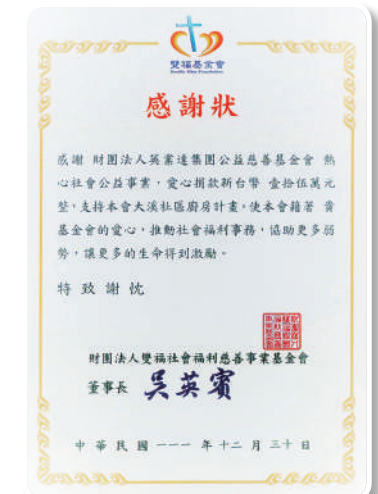 雙福基金會
Double Bliss Foundation
感謝狀
感謝 財團法人英業達集團公益慈善基金會 熱
心社會公益事業，愛心捐款新台幣 壹拾伍萬元
整，支持本會大溪社區廚房計畫，使本會藉著 貴
基金會的愛心，推動社會福利事務，協助更多弱
勢，讓更多的生命得到激勵。
特致謝忱
財團法人雙福社會福利慈善事業基金會
董事長 吳英賓
中華民國一一一年十二月三十日